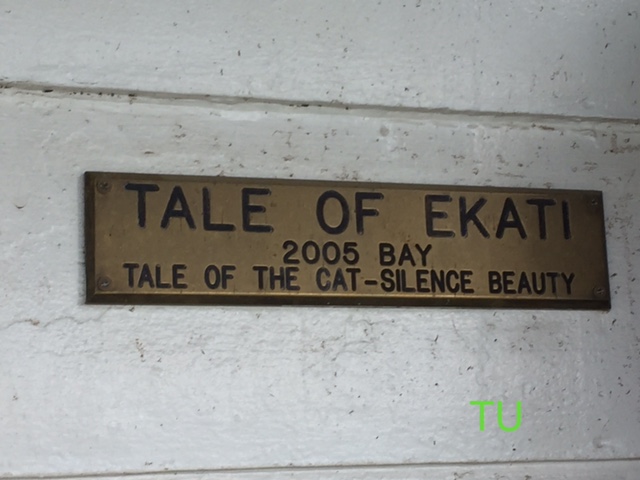 TALE OF EKATI
2005 BAY
TALE OF THE CAT-SILENCE BEAUTY
TU